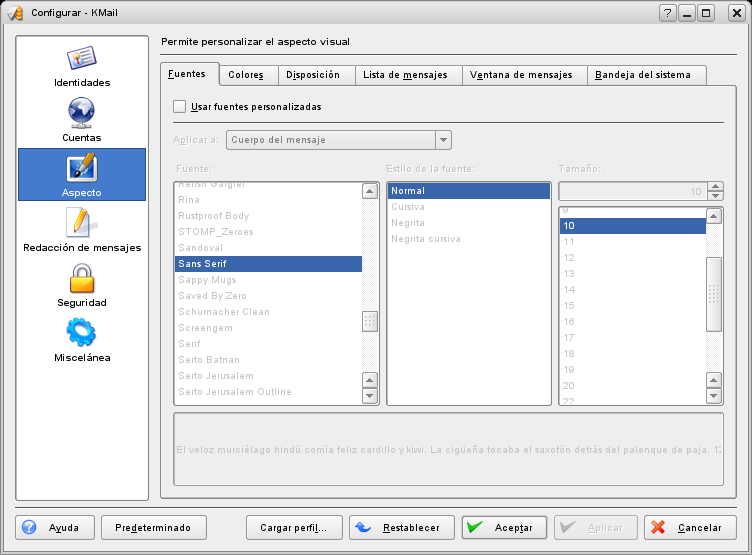 Configurar - KMail
Identidades
Cuentas
Aspecto
Redacción de mensajes
Seguridad
Miscelánea
Permite personalizar el aspecto visual
Fuentes
Colores
Disposición
Lista de mensajes
Ventana de mensajes
Bandeja del sistema
Usar fuentes personalizadas
Aplicar a:
Cuerpo del mensaje
Fuente:
Rina
Rustproof Body
STOMP_Zeroes
Sandoval
Sans Serif
Sappy Mugs
Saved By Zero
Schumacher Clean
Screengem
Serif
Serto Batnan
Serto Jerusalem
Serto Jerusalem Outline
Estilo de la fuente:
Normal
Cursiva
Negrita
Negrita cursiva
Tamaño:
10
9
10
11
12
13
14
15
16
17
18
19
20
22
El veloz murciélago hindú comía feliz cardillo y kiwi. La cigüeña tocaba el saxofón detrás del palenque de paja. 12
Ayuda
Predeterminado
Cargar perfil...
Restablecer
Aceptar
Aplicar
Cancelar